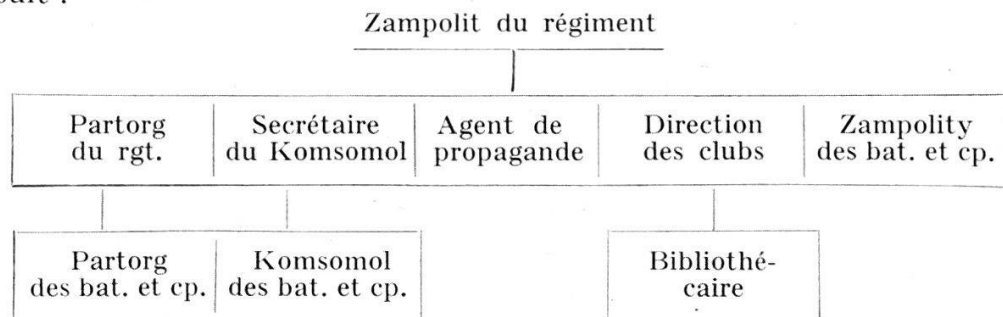 Zampolit du régiment
Partorg
du rgt.
Secrétaire
du Komsomol
Agent de
propagande
Direction
des clubs
Zampolity
des bat. et cp.
Partorg
des bat. et cp.
Komsomol
des bat. et cp.
Bibliothé-
caire